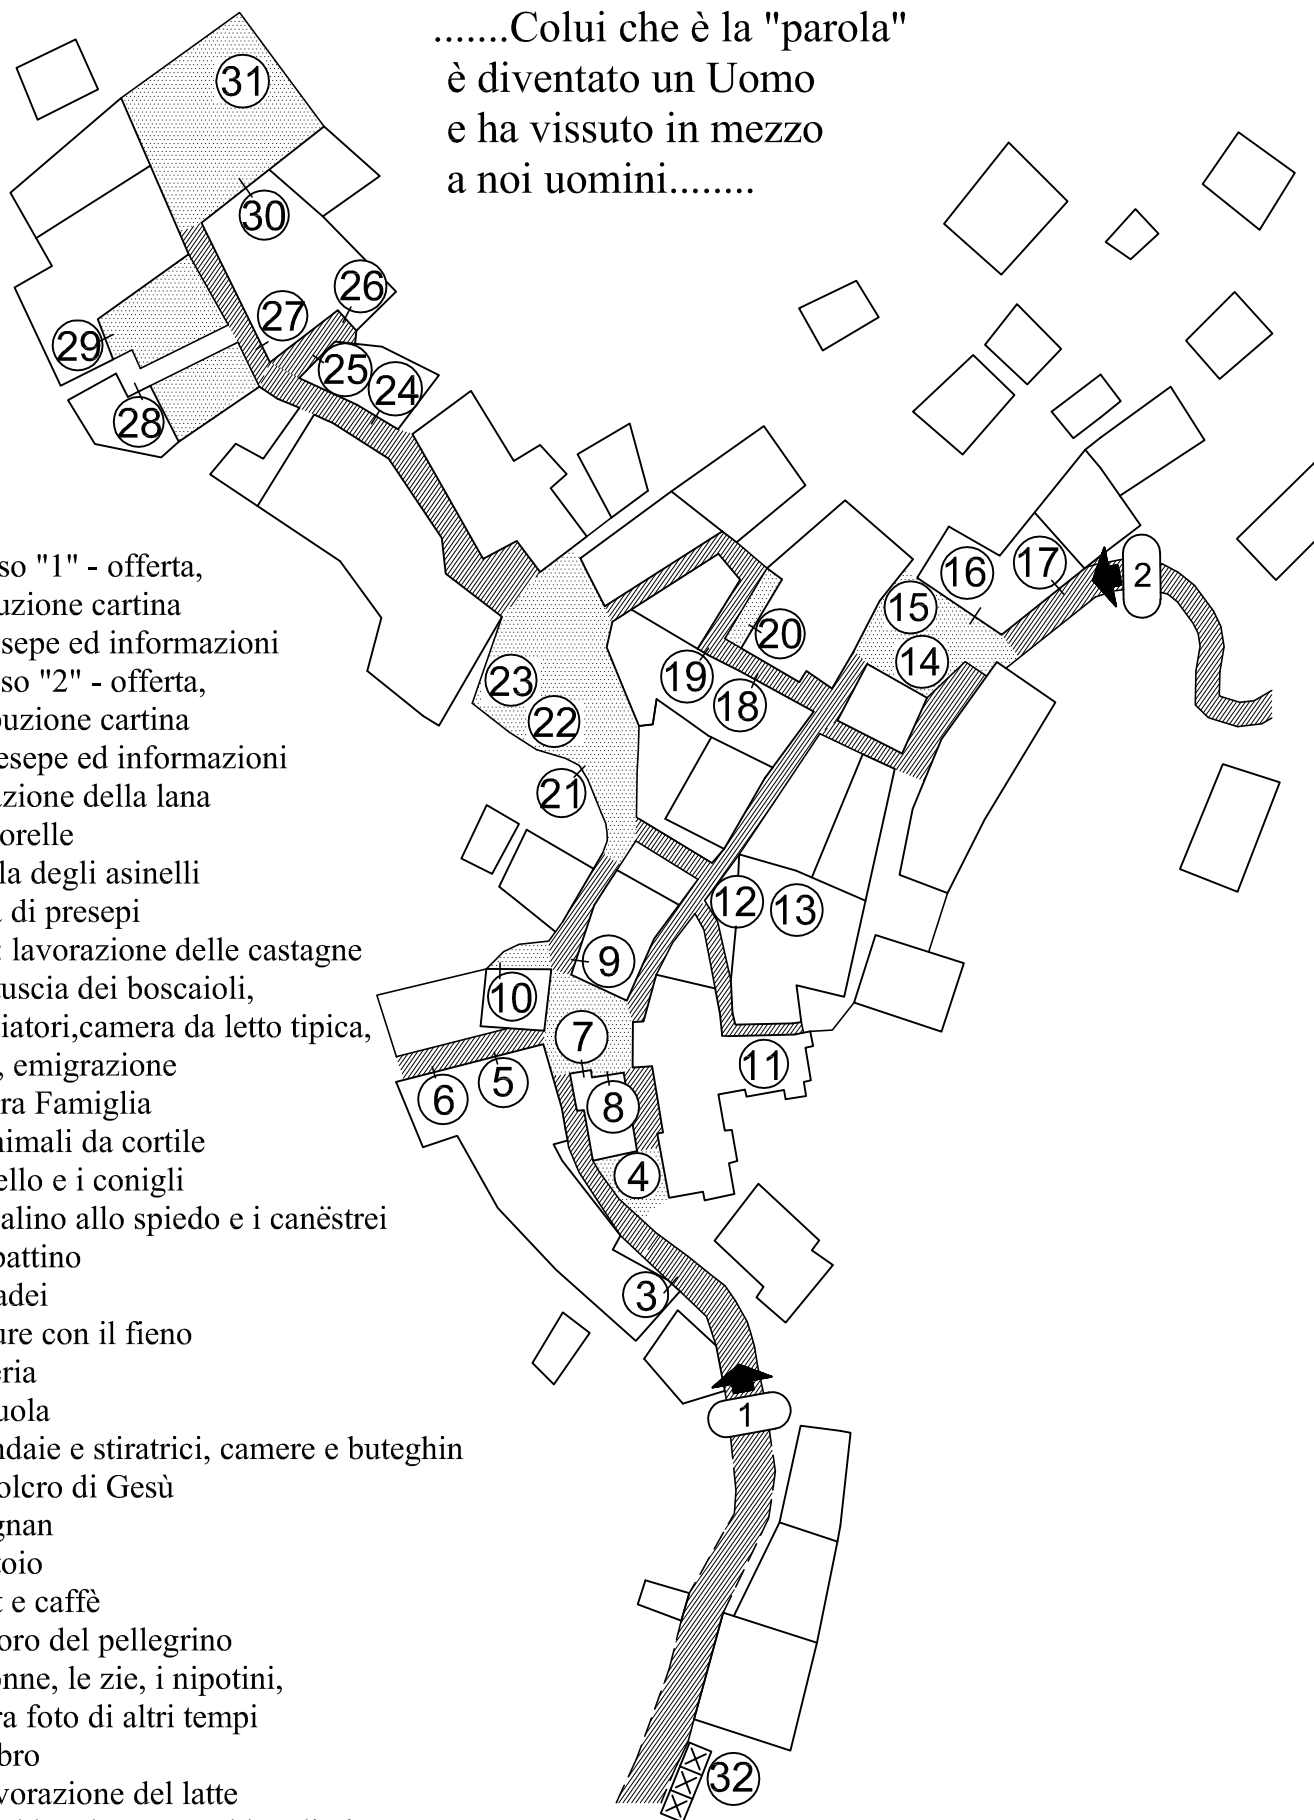 .......Colui che è la "parola"
è diventato un Uomo
e ha vissuto in mezzo
a noi uomini........
31
30
26
27
29
25
24
28
so "1" - offerta,
uzione cartina
sepe ed informazioni
so "2" - offerta,
buzione cartina
esepe ed informazioni
azione della lana
orelle
la degli asinelli
a di presepi
: lavorazione delle castagne
tuscia dei boscaioli,
iatori,camera da letto tipica,
, emigrazione
ra Famiglia
nimali da cortile
ello e i conigli
alino allo spiedo e i canëstrei
battino
adei
ure con il fieno
eria
uola
ndaie e stiratrici, camere e buteghin
olcro di Gesù
gnan
toio
t e caffè
oro del pellegrino
onne, le zie, i nipotini,
ra foto di altri tempi
bro
vorazione del latte
16
17
2
15
14
20
19
18
23
22
21
12
13
9
10
7
11
5
6
8
4
3
1
32